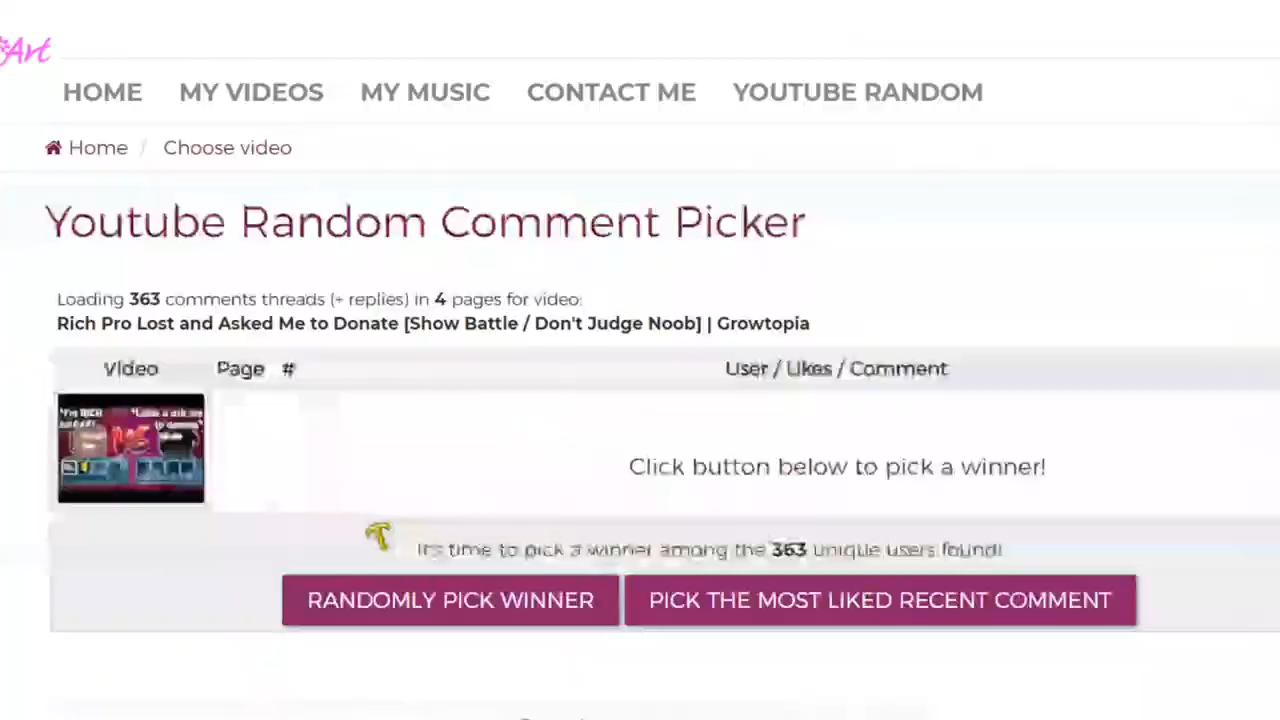 Art
HOME MY VIDEOS MY MUSIC CONTACT ME YOUTUBE RANDOM
Home / Choose video
Youtube Random Comment Picker
Loading 363 comments threads (+ replies) in 4 pages for video:
Rich Pro Lost and Asked Me to Donate [Show Battle / Don't Judge Noob] | Growtopia
Video Page # User / Likes / Comment
"I'm RICH
to donate"
Click button below to pick a winner!
It's time to pick a winner among the 363 unique users found!
RANDOMLY PICK WINNER PICK THE MOST LIKED RECENT COMMENT